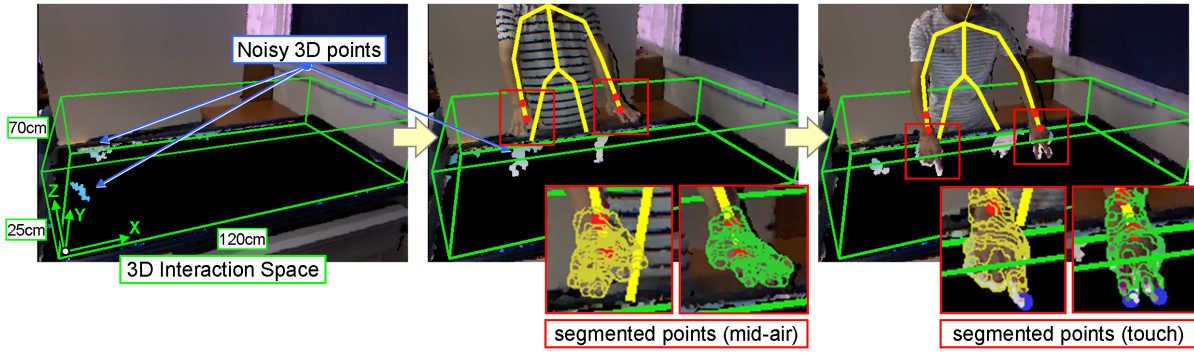 Noisy 3D points
70cm
Z
Y
X
25cm
120cm
3D Interaction Space
segmented points (mid-air)
segmented points (touch)